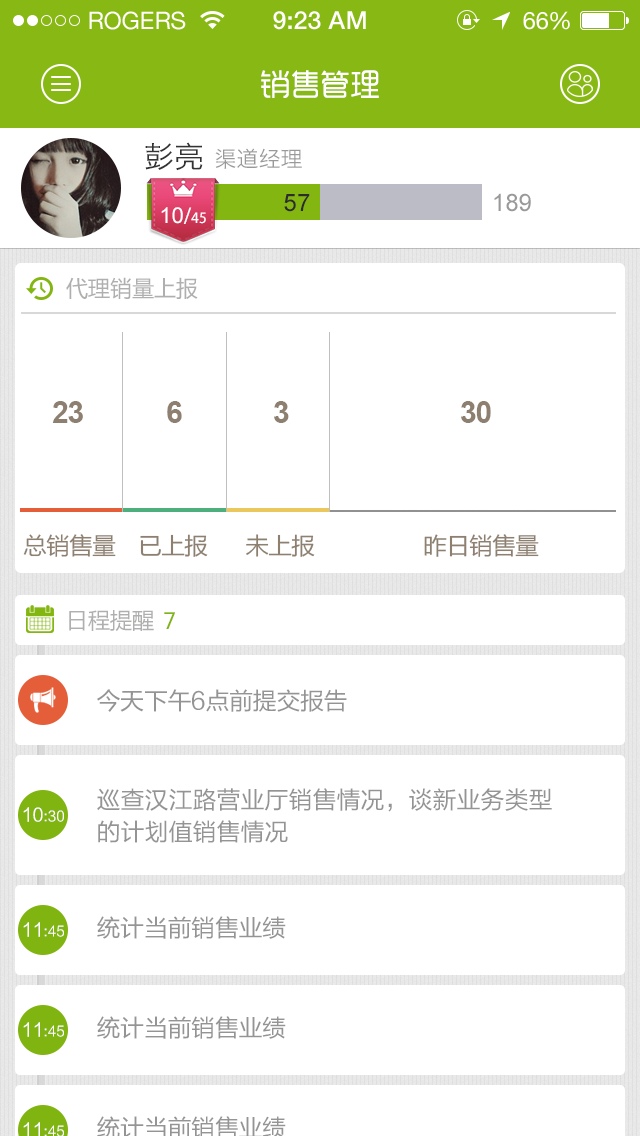 ROGERS 9:23 AM 66%
销售管理
彭亮 渠道经理
10/45 57 189
代理销量上报
23 6 3 30
总销售量 已上报 未上报 昨日销售量
日程提醒 7
今天下午6点前提交报告
10:30 巡查汉江路营业厅销售情况，谈新业务类型
的计划值销售情况
11:45 统计当前销售业绩
11:45 统计当前销售业绩
11:45 统计当前销售业绩